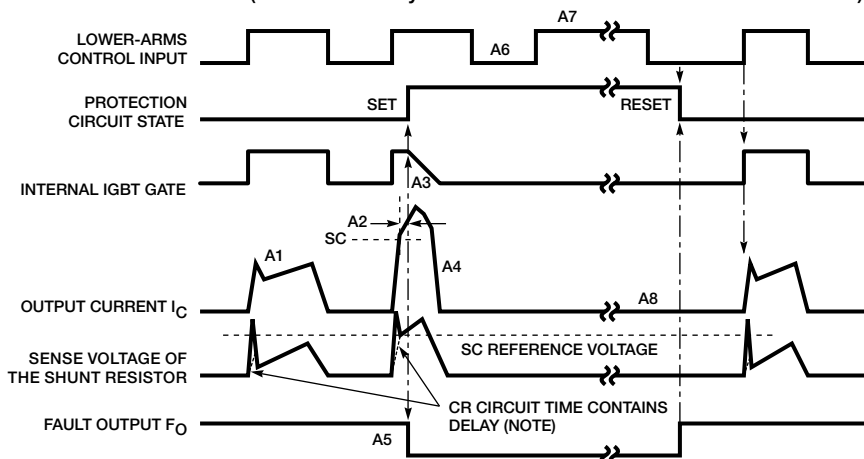 A7
LOWER-ARMS
CONTROL INPUT
A6
PROTECTION
CIRCUIT STATE
SET
RESET
INTERNAL IGBT GATE
A3
A2
SC
A1
A4
OUTPUT CURRENT IC
A8
SENSE VOLTAGE OF
THE SHUNT RESISTOR
SC REFERENCE VOLTAGE
CR CIRCUIT TIME CONTAINS
DELAY (NOTE)
FAULT OUTPUT FO
A5